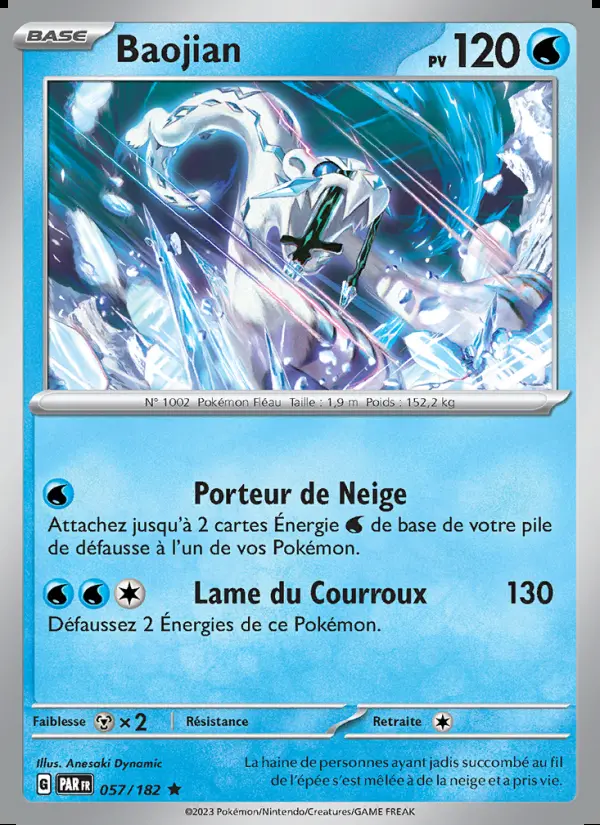 BASE
Baojian
PV 120
N° 1002 Pokémon Fléau Taille : 1,9 m Poids : 152,2 kg
Porteur de Neige
Attachez jusqu'à 2 cartes Énergie de base de votre pile
de défausse à l'un de vos Pokémon.
Lame du Courroux 130
Défaussez 2 Énergies de ce Pokémon.
Faiblesse ×2 Résistance Retraite
Illus. Anesaki Dynamic
La haine de personnes ayant jadis succombé au fil
de l'épée s'est mêlée à de la neige et a pris vie.
G PAR FR 057/182 ★
©2023 Pokémon/Nintendo/Creatures/GAME FREAK